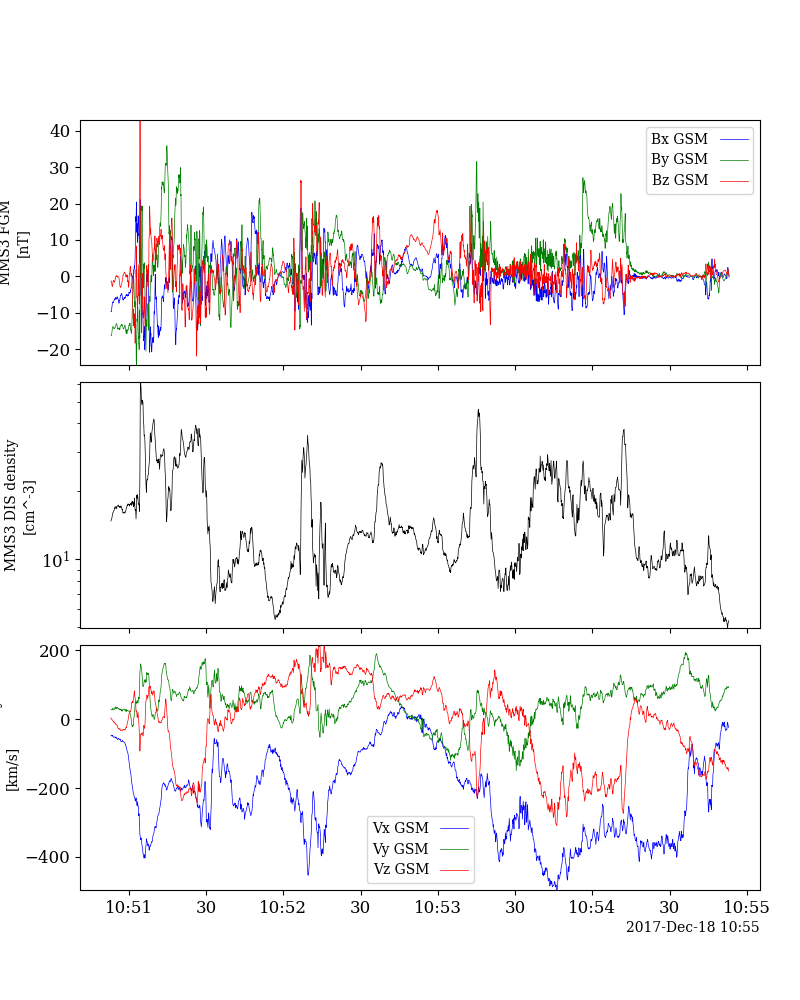 MMS3 FGM
[nT]
40
30
20
10
0
−10
−20
Bx GSM
By GSM
Bz GSM
MMS3 DIS density
[cm^-3]
10^1
[km/s]
200
0
−200
−400
Vx GSM
Vy GSM
Vz GSM
10:51 30 10:52 30 10:53 30 10:54 30 10:55
2017-Dec-18 10:55